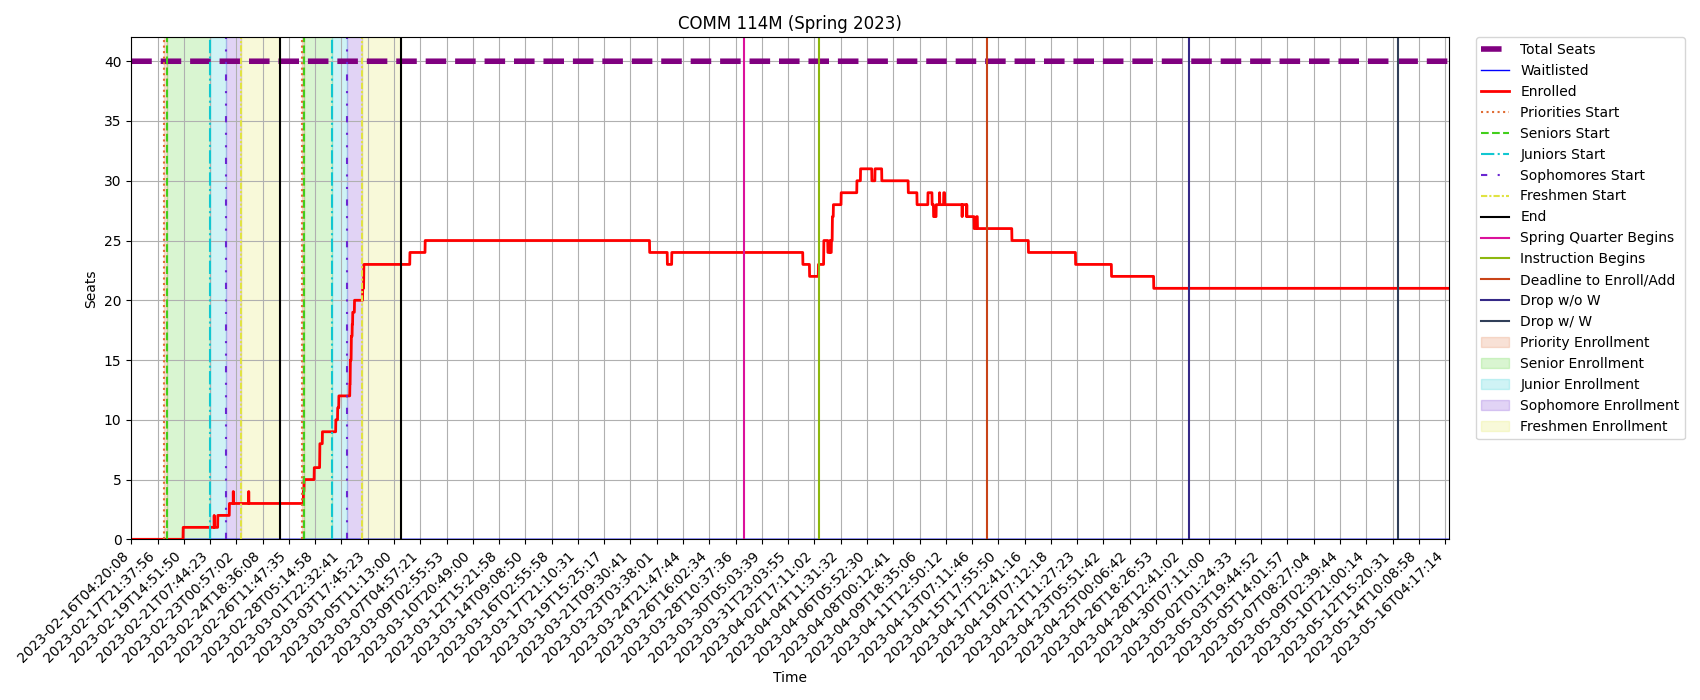 COMM 114M (Spring 2023)
Seats
40
35
30
25
20
15
10
5
0
2023-02-16T04:20:08
2023-02-17T21:37:56
2023-02-19T14:51:50
2023-02-21T07:44:23
2023-02-23T00:57:02
2023-02-24T18:36:08
2023-02-26T11:47:35
2023-02-28T05:14:58
2023-03-01T22:32:41
2023-03-03T17:45:23
2023-03-05T11:13:00
2023-03-07T04:57:21
2023-03-09T02:55:53
2023-03-10T20:49:00
2023-03-12T15:21:58
2023-03-14T09:08:50
2023-03-16T02:55:58
2023-03-17T21:10:31
2023-03-19T15:25:17
2023-03-21T09:30:41
2023-03-23T03:38:01
2023-03-24T21:47:44
2023-03-26T16:02:34
2023-03-28T10:37:36
2023-03-30T05:03:39
2023-03-31T23:03:55
2023-04-02T17:11:02
2023-04-04T11:31:32
2023-04-06T05:52:30
2023-04-08T00:12:41
2023-04-09T18:35:06
2023-04-11T12:50:12
2023-04-13T07:11:46
2023-04-15T17:55:50
2023-04-17T12:41:16
2023-04-19T07:12:18
2023-04-21T11:27:23
2023-04-23T05:51:42
2023-04-25T00:06:42
2023-04-26T18:26:53
2023-04-28T12:41:02
2023-04-30T07:11:00
2023-05-02T01:24:33
2023-05-03T19:44:52
2023-05-05T14:01:57
2023-05-07T08:27:04
2023-05-09T02:39:44
2023-05-10T21:00:14
2023-05-12T15:20:31
2023-05-14T10:08:58
2023-05-16T04:17:14
Time
Total Seats
Waitlisted
Enrolled
Priorities Start
Seniors Start
Juniors Start
Sophomores Start
Freshmen Start
End
Spring Quarter Begins
Instruction Begins
Deadline to Enroll/Add
Drop w/o W
Drop w/ W
Priority Enrollment
Senior Enrollment
Junior Enrollment
Sophomore Enrollment
Freshmen Enrollment